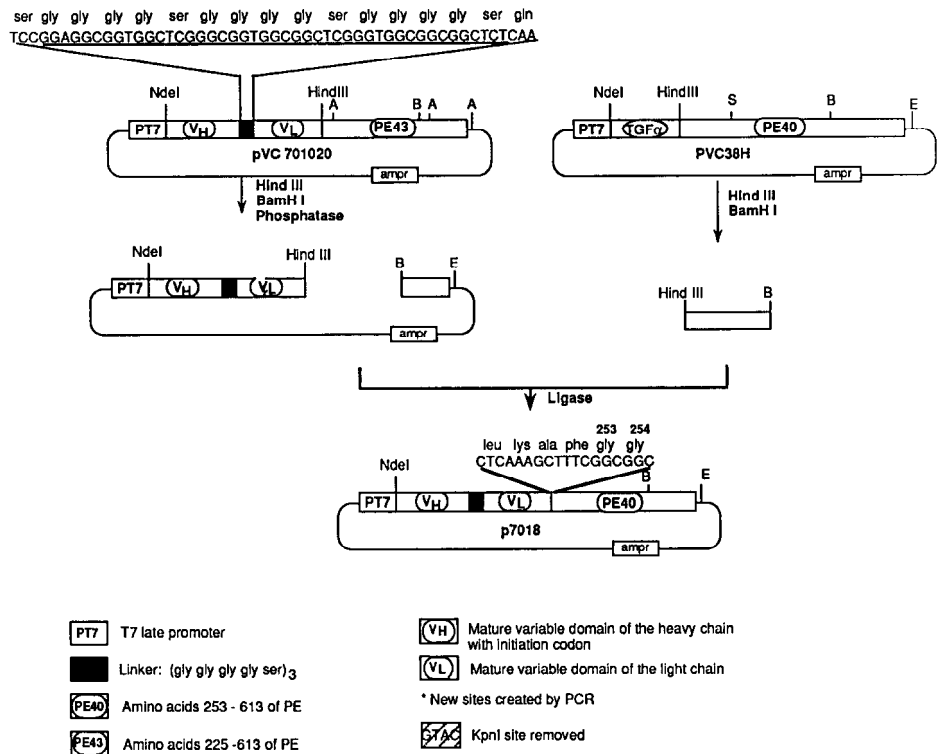 ser gly gly gly gly ser gly gly gly gly ser gly gly gly gly ser gln
TCCGGAGGCGGTGGCTCGGGCGGTGGCGGCTCGGGTGGCGGCGGCTCTCAA
NdeI HindIII A B A A
PT7 VH VL PE43
pVC 701020
ampr
NdeI HindIII S B E
PT7 TGFα PE40
PVC38H
ampr
Hind III
BamH I
Phosphatase
Hind III
BamH I
NdeI Hind III B E
PT7 VH VL
ampr
Hind III B
Ligase
253 254
leu lys ala phe gly gly
CTCAAAGCTTTCGGCGGC
NdeI B E
PT7 VH VL PE40
p7018
ampr
PT7 T7 late promoter
Linker: (gly gly gly gly ser)3
PE40 Amino acids 253 - 613 of PE
PE43 Amino acids 225 -613 of PE
VH Mature variable domain of the heavy chain
with initiation codon
VL Mature variable domain of the light chain
* New sites created by PCR
GTAC KpnI site removed